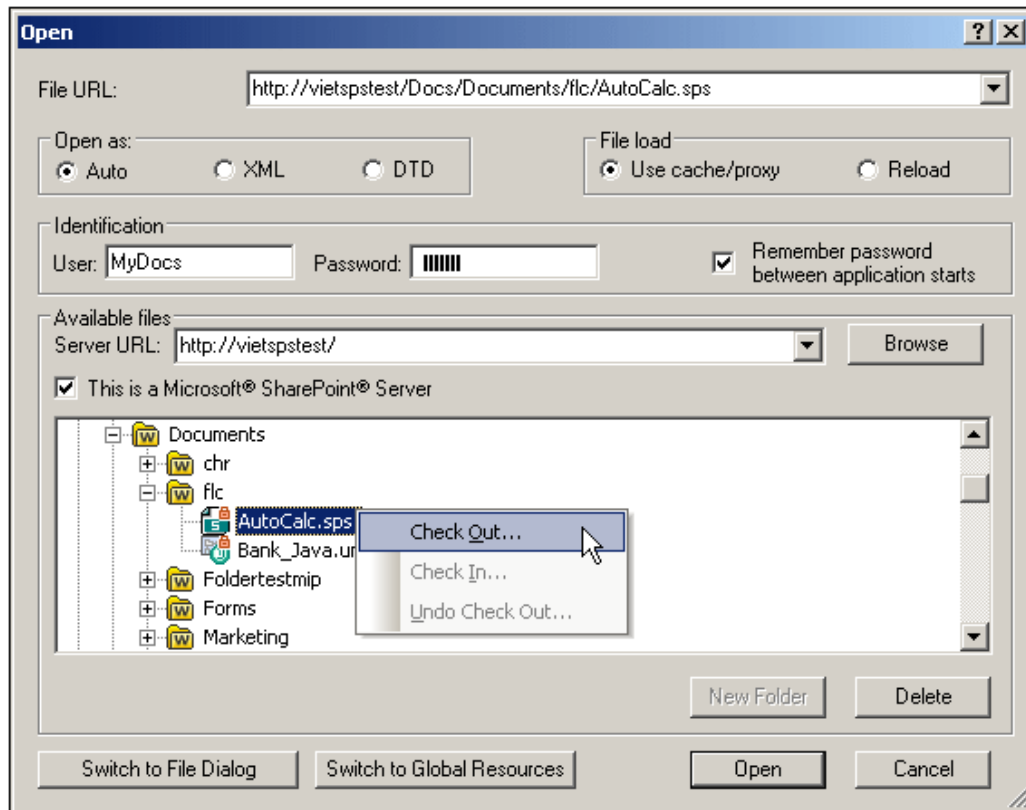 Open
File URL: http://vietspstest/Docs/Documents/flc/AutoCalc.sps
Open as:
Auto XML DTD
File load
Use cache/proxy Reload
Identification
User: MyDocs Password:
Remember password
between application starts
Available files
Server URL: http://vietspstest/ Browse
This is a Microsoft® SharePoint® Server
Documents
chr
flc
AutoCalc.sps
Check Out...
Bank_Java.u
Check In...
Foldertestmip
Forms
Undo Check Out...
Marketing
New Folder Delete
Switch to File Dialog Switch to Global Resources Open Cancel